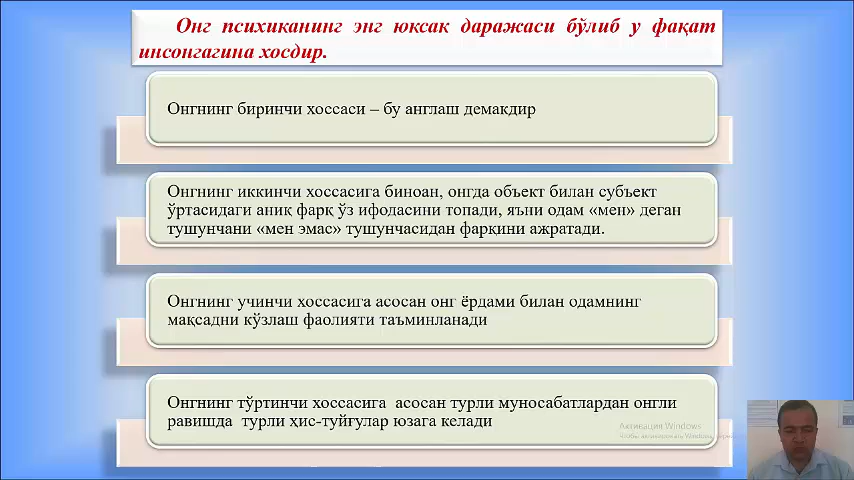 Онг психиканинг энг юксак даражаси бўлиб у фақат
инсонгагина хосдир.
Онгнинг биринчи хоссаси – бу англаш демакдир
Онгнинг иккинчи хоссасига биноан, онгда объект билан субъект
ўртасидаги аниқ фарқ ўз ифодасини топади, яъни одам «мен» деган
тушунчани «мен эмас» тушунчасидан фарқини ажратади.
Онгнинг учинчи хоссасига асосан онг ёрдами билан одамнинг
мақсадни кўзлаш фаолияти таъминланади
Онгнинг тўртинчи хоссасига асосан турли муносабатлардан онгли
равишда турли ҳис-туйғулар юзага келади
Активация Windows
Чтобы активировать Windows,